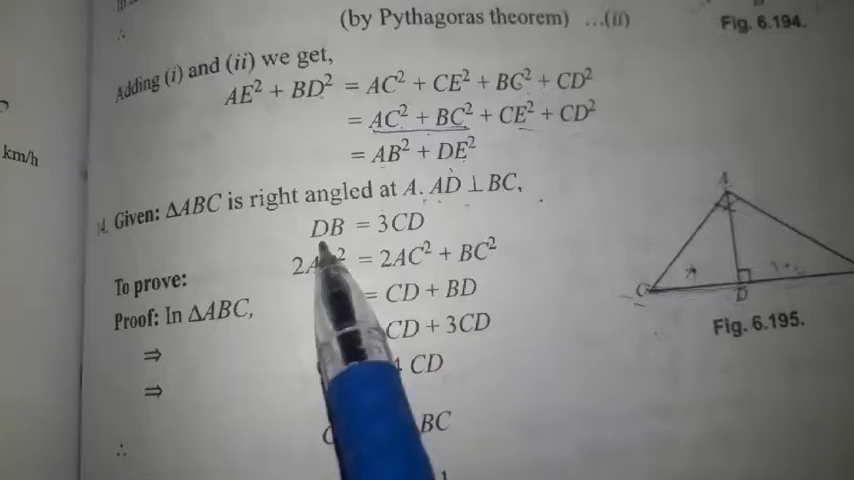 (by Pythagoras theorem) ...(ii)
Fig. 6.194.
∴
Adding (i) and (ii) we get,
AE² + BD² = AC² + CE² + BC² + CD²
= AC² + BC² + CE² + CD²
= AB² + DE²
km/h
14. Given: ΔABC is right angled at A. AD ⊥ BC,
DB = 3CD
To prove: 2A ² = 2AC² + BC²
Proof: In ΔABC, = CD + BD
⇒ CD + 3CD
⇒ CD
∴ BC
A
C
D
Fig. 6.195.